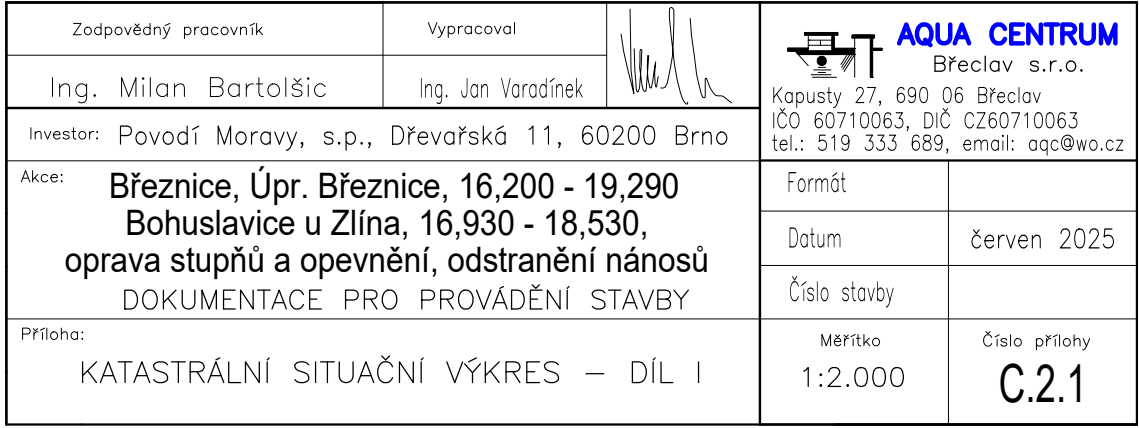 Zodpovědný pracovník
Vypracoval
Ing. Milan Bartolšic
Ing. Jan Varadínek
AQUA CENTRUM
Břeclav s.r.o.
Kapusty 27, 690 06 Břeclav
IČO 60710063, DIČ CZ60710063
tel.: 519 333 689, email: aqc@wo.cz
Investor: Povodí Moravy, s.p., Dřevařská 11, 60200 Brno
Akce:
Březnice, Úpr. Březnice, 16,200 - 19,290
Bohuslavice u Zlína, 16,930 - 18,530,
oprava stupňů a opevnění, odstranění nánosů
DOKUMENTACE PRO PROVÁDĚNÍ STAVBY
Formát
Datum
červen 2025
Číslo stavby
Příloha:
KATASTRÁLNÍ SITUAČNÍ VÝKRES – DÍL I
Měřítko
1:2.000
Číslo přílohy
C.2.1